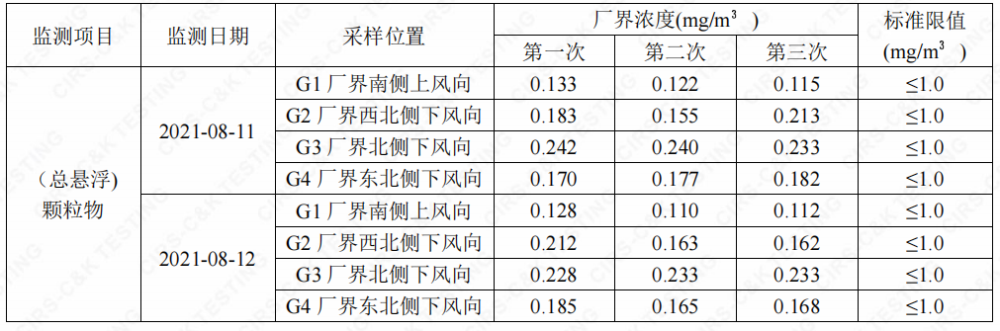 监测项目 监测日期 采样位置 厂界浓度(mg/m³ ) 标准限值(mg/m³ )
第一次 第二次 第三次
(总悬浮)颗粒物 2021-08-11 G1 厂界南侧上风向 0.133 0.122 0.115 ≤1.0
G2 厂界西北侧下风向 0.183 0.155 0.213 ≤1.0
G3 厂界北侧下风向 0.242 0.240 0.233 ≤1.0
G4 厂界东北侧下风向 0.170 0.177 0.182 ≤1.0
2021-08-12 G1 厂界南侧上风向 0.128 0.110 0.112 ≤1.0
G2 厂界西北侧下风向 0.212 0.163 0.162 ≤1.0
G3 厂界北侧下风向 0.228 0.233 0.233 ≤1.0
G4 厂界东北侧下风向 0.185 0.165 0.168 ≤1.0
CIRS-C&K TESTING